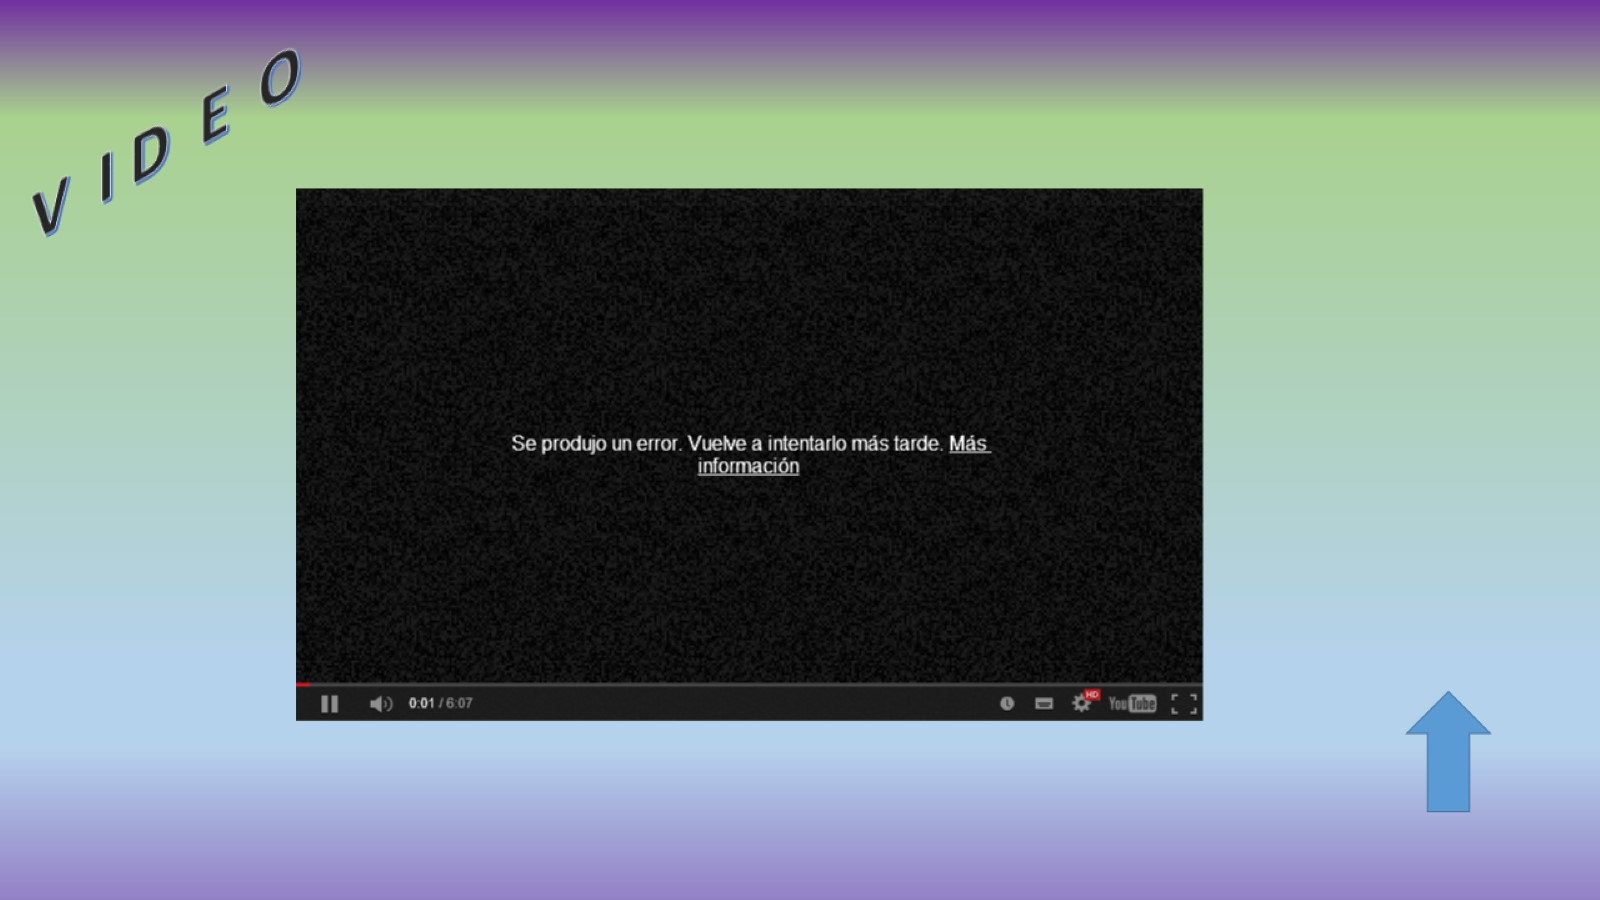 VIDEO
Se produjo un error. Vuelve a intentarlo más tarde. Más
información
0:01 / 6:07
HD
YouTube